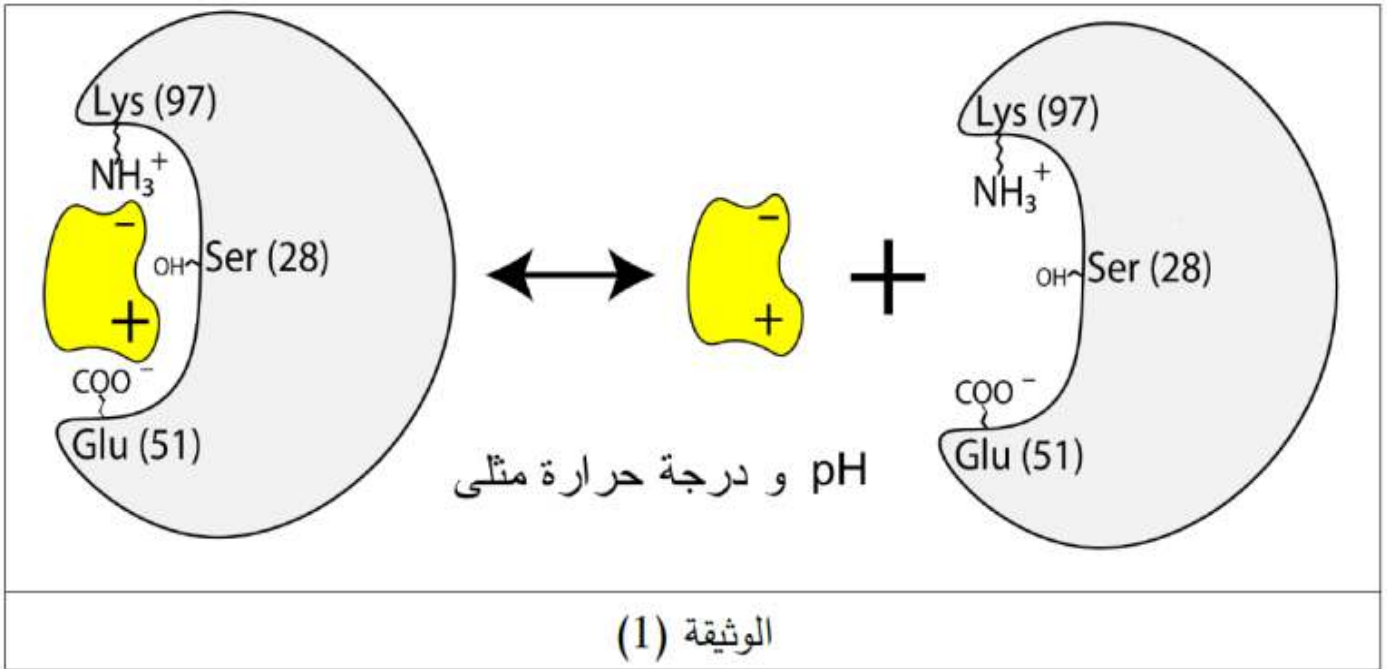 Lys (97)
NH₃⁺
−
OH Ser (28)
+
COO⁻
Glu (51)
−
+
+
Lys (97)
NH₃⁺
OH Ser (28)
COO⁻
Glu (51)
pH و درجة حرارة مثلى
الوثيقة (1)